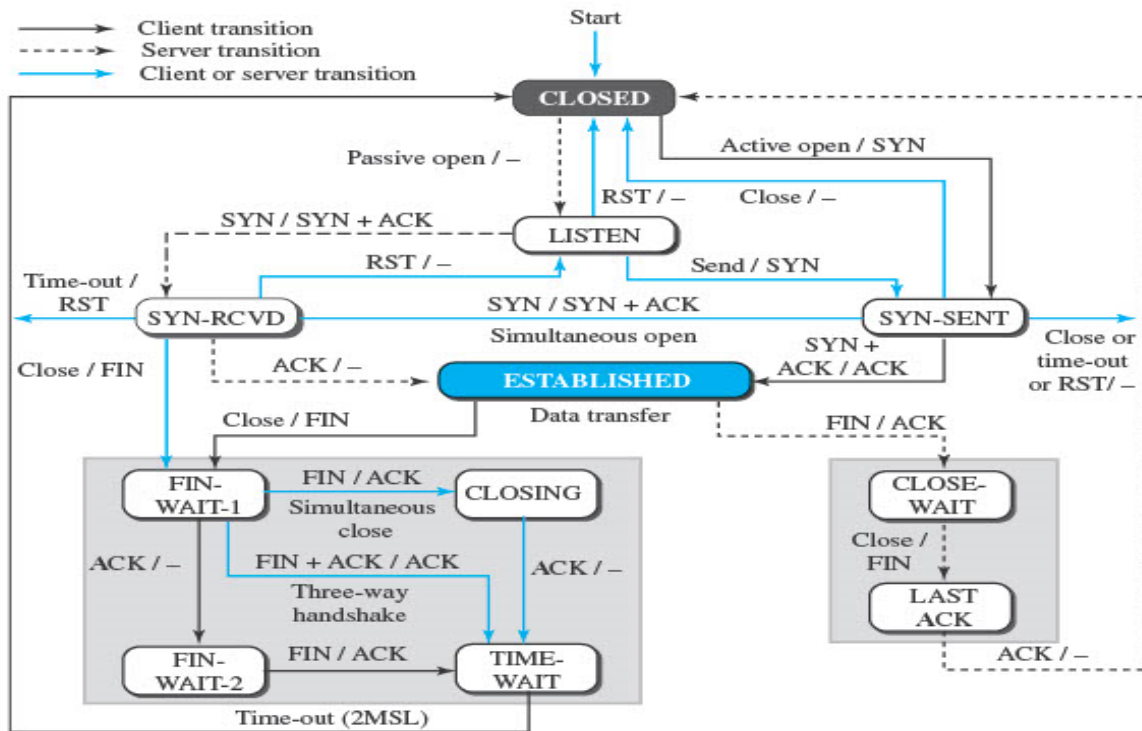 Start
Client transition
Server transition
Client or server transition
CLOSED
Passive open / –
Active open / SYN
RST / –
Close / –
SYN / SYN + ACK
LISTEN
Time-out /
RST
RST / –
Send / SYN
SYN-RCVD
SYN / SYN + ACK
Simultaneous open
SYN-SENT
Close or
time-out
or RST/ –
Close / FIN
ACK / –
SYN +
ACK / ACK
ESTABLISHED
Data transfer
Close / FIN
FIN / ACK
FIN-
WAIT-1
FIN / ACK
Simultaneous
close
CLOSING
CLOSE-
WAIT
ACK / –
FIN + ACK / ACK
Three-way
handshake
ACK / –
Close /
FIN
LAST
ACK
FIN-
WAIT-2
FIN / ACK
TIME-
WAIT
ACK / –
Time-out (2MSL)